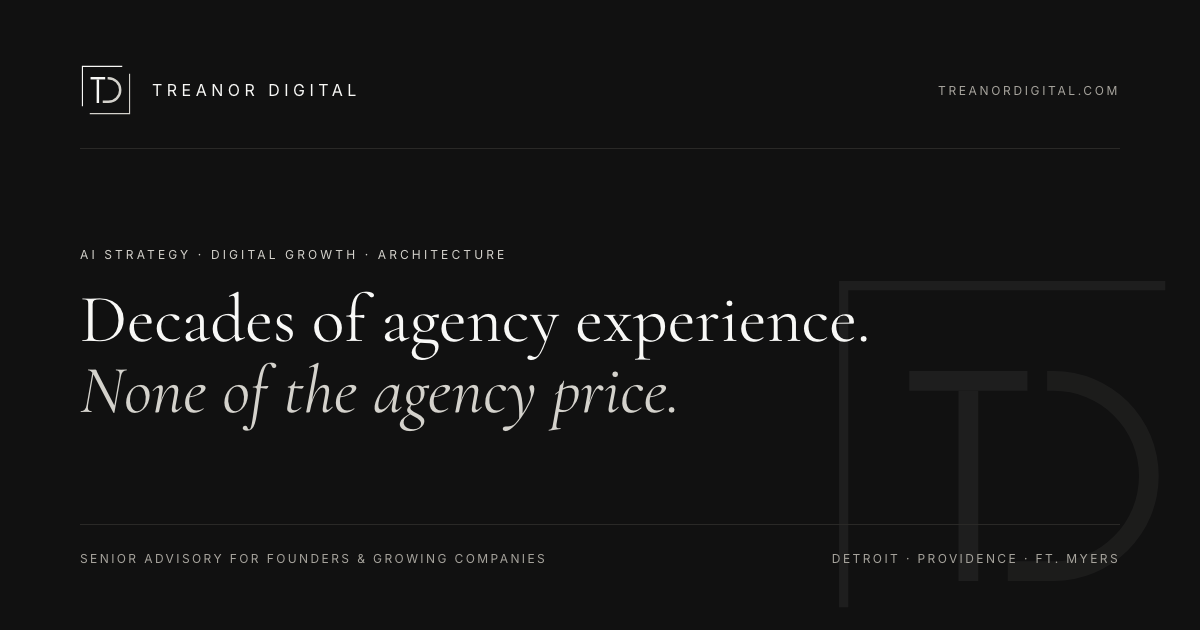 TD TREANOR DIGITAL
TREANORDIGITAL.COM
AI STRATEGY · DIGITAL GROWTH · ARCHITECTURE
Decades of agency experience.
None of the agency price.
SENIOR ADVISORY FOR FOUNDERS & GROWING COMPANIES
DETROIT · PROVIDENCE · FT. MYERS
TD